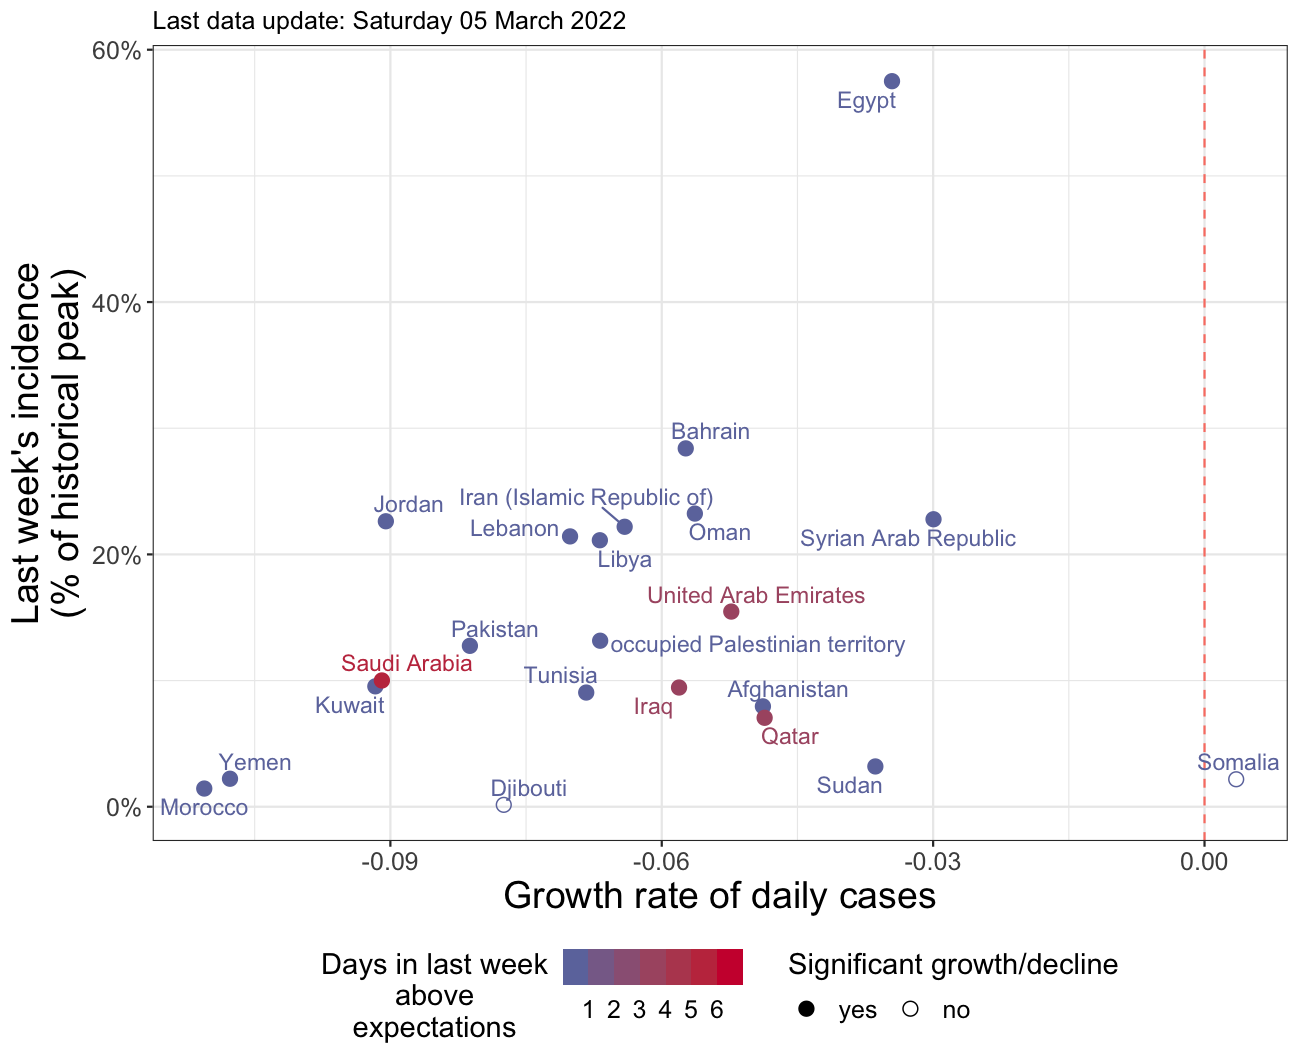 Last data update: Saturday 05 March 2022
60%
Egypt
40%
Bahrain
Jordan
Iran (Islamic Republic of)
Lebanon
Oman
Syrian Arab Republic
Libya
20%
United Arab Emirates
Pakistan
occupied Palestinian territory
Saudi Arabia
Tunisia
Afghanistan
Kuwait
Iraq
Qatar
Yemen
Somalia
Djibouti
Sudan
Morocco
0%
Last week's incidence
(% of historical peak)
-0.09 -0.06 -0.03 0.00
Growth rate of daily cases
Days in last week
above
expectations
1 2 3 4 5 6
Significant growth/decline
yes no